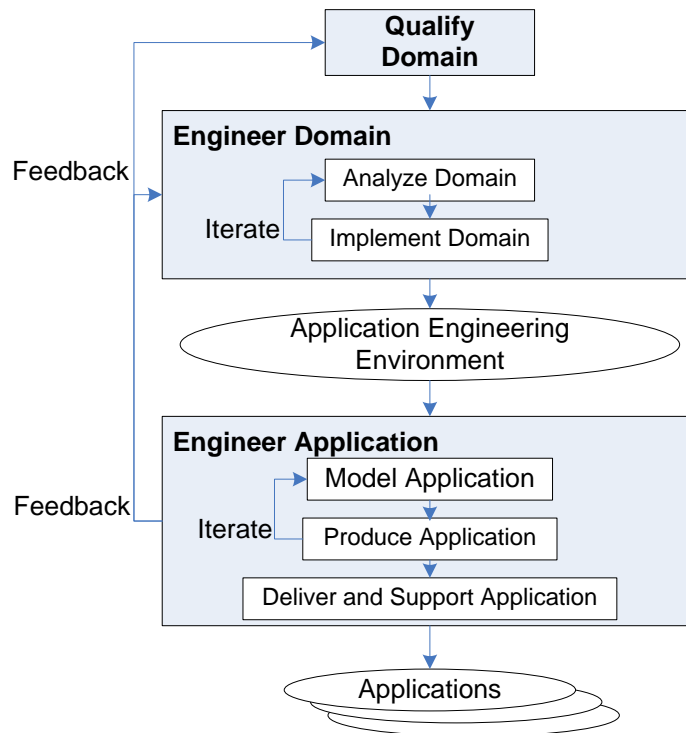 Qualify
Domain
Engineer Domain
Feedback
Analyze Domain
Iterate
Implement Domain
Application Engineering
Environment
Engineer Application
Model Application
Feedback
Iterate
Produce Application
Deliver and Support Application
Applications